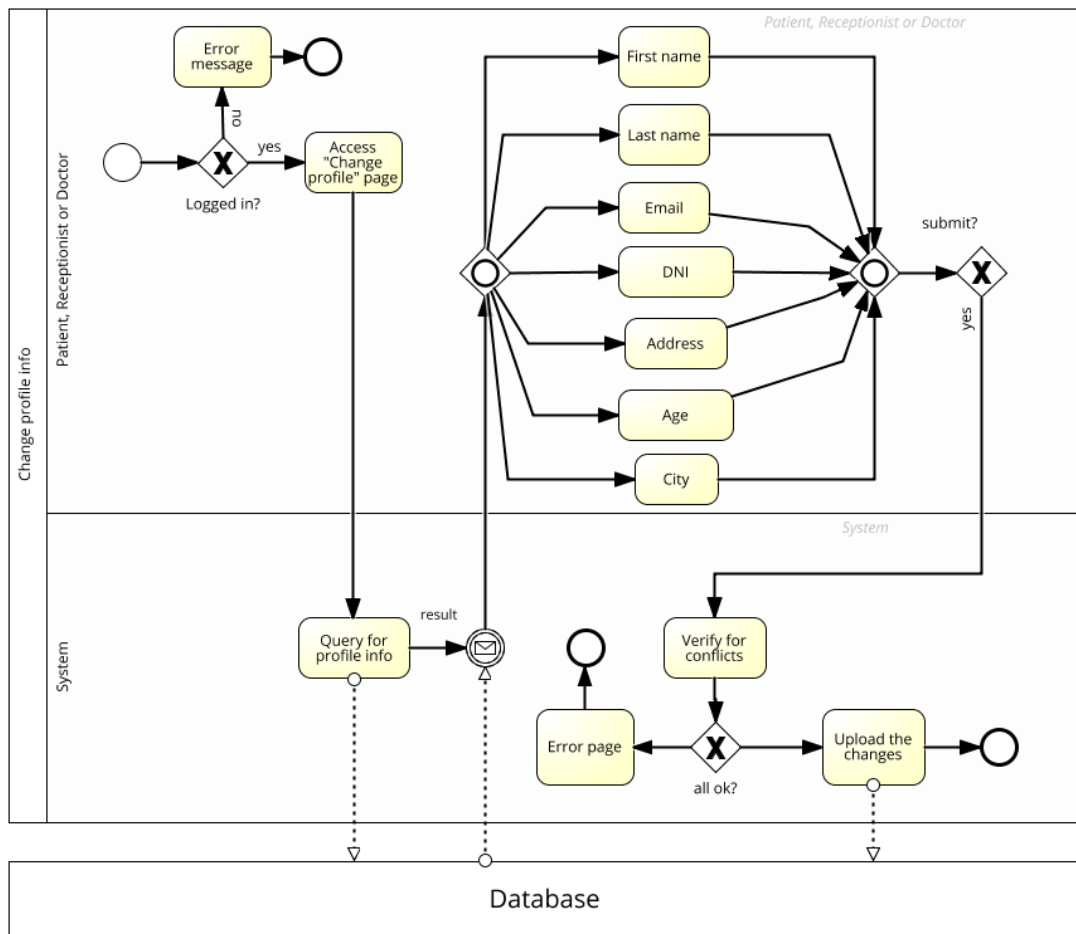 Patient, Receptionist or Doctor
Error
message
no
yes
Logged in?
Access
"Change
profile" page
First name
Last name
Email
DNI
Address
Age
City
submit?
yes
Patient, Receptionist or Doctor
Change profile info
System
System
Query for
profile info
result
Verify for
conflicts
Error page
all ok?
Upload the
changes
Database